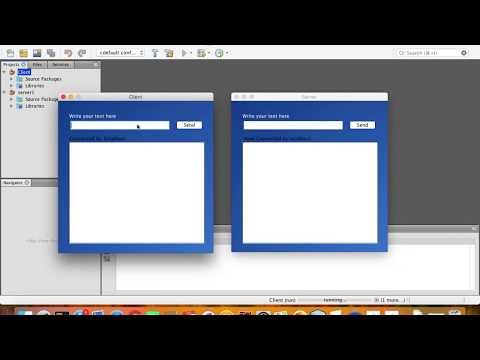 <default conf...
Search (⌘+I)
Projects
Files
Services
Client
Source Packages
Libraries
server1
Source Packages
Libraries
Navigator
Client
Write your text here
Send
Connected to localhost
Server
Write your text here
Send
Now Connected to localhost
Client (run)
running...
(1 more...)